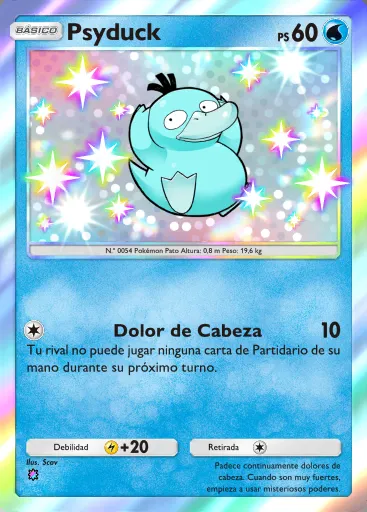 BÁSICO Psyduck PS 60
N.º 0054 Pokémon Pato Altura: 0,8 m Peso: 19,6 kg
Dolor de Cabeza 10
Tu rival no puede jugar ninguna carta de Partidario de su
mano durante su próximo turno.
Debilidad +20 Retirada
Ilus. Scav
Padece continuamente dolores de
cabeza. Cuando son muy fuertes,
empieza a usar misteriosos poderes.